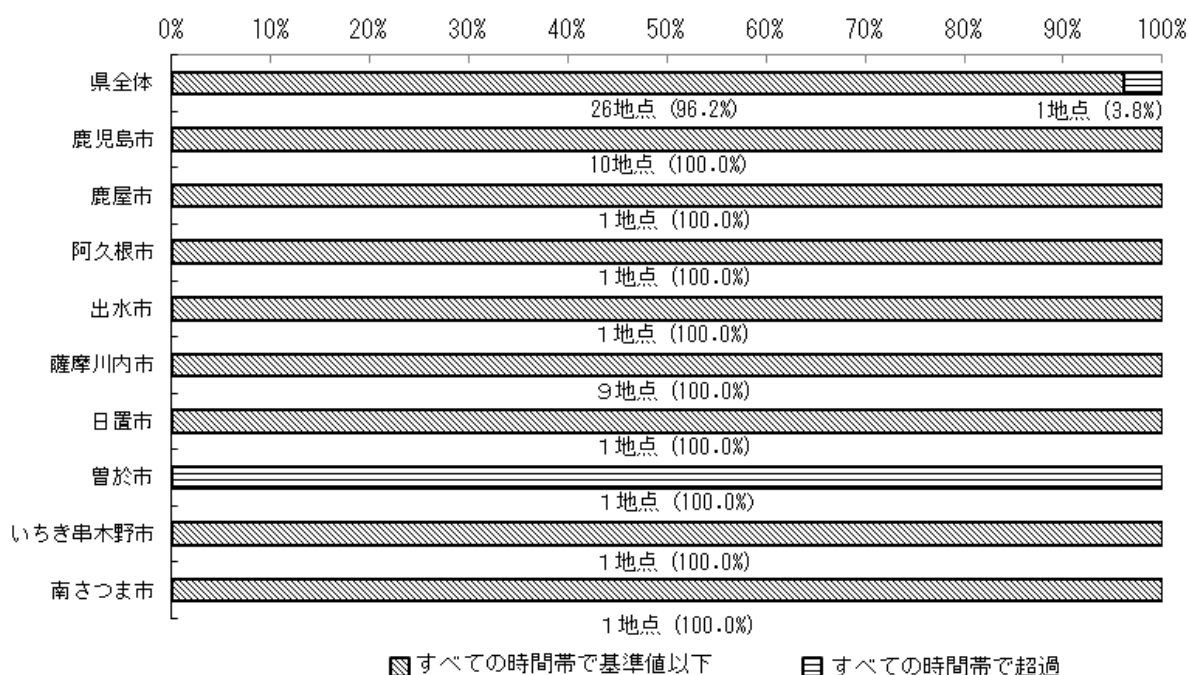 0% 10% 20% 30% 40% 50% 60% 70% 80% 90% 100%
県全体
26地点 (96.2%) 1地点 (3.8%)
鹿児島市
10地点 (100.0%)
鹿屋市
1地点 (100.0%)
阿久根市
1地点 (100.0%)
出水市
1地点 (100.0%)
薩摩川内市
9地点 (100.0%)
日置市
1地点 (100.0%)
曽於市
1地点 (100.0%)
いちき串木野市
1地点 (100.0%)
南さつま市
1地点 (100.0%)
すべての時間帯で基準値以下 すべての時間帯で超過